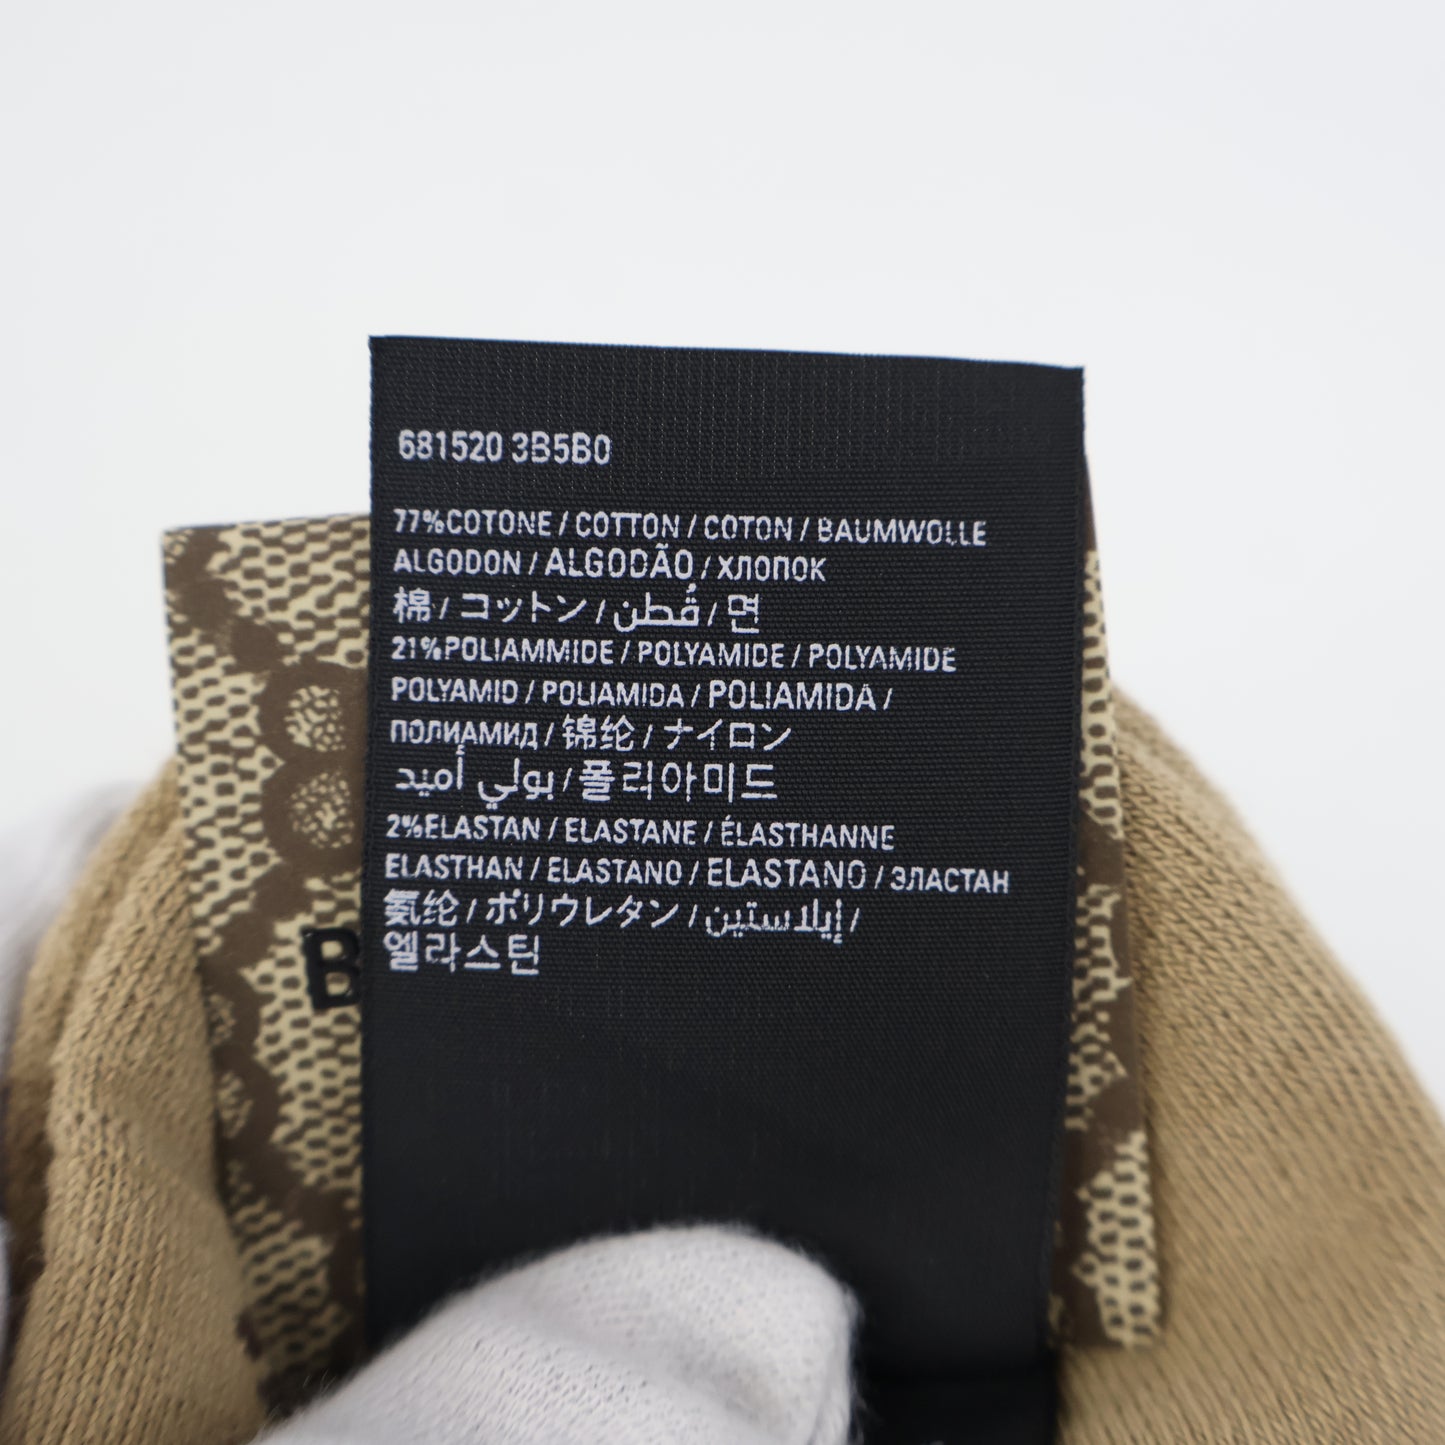 681520 3B5B0
77%COTONE / COTTON / COTON / BAUMWOLLE
ALGODON / ALGODÃO / ХЛОПОК
棉 / コットン / قُطن / 면
21%POLIAMMIDE / POLYAMIDE / POLYAMIDE
POLYAMID / POLIAMIDA / POLIAMIDA /
ПОЛИАМИД / 锦纶 / ナイロン
بولي أميد / 폴리아미드
2%ELASTAN / ELASTANE / ÉLASTHANNE
ELASTHAN / ELASTANO / ELASTANO / ЭЛАСТАН
氨纶 / ポリウレタン / إيلاستين /
엘라스틴
B